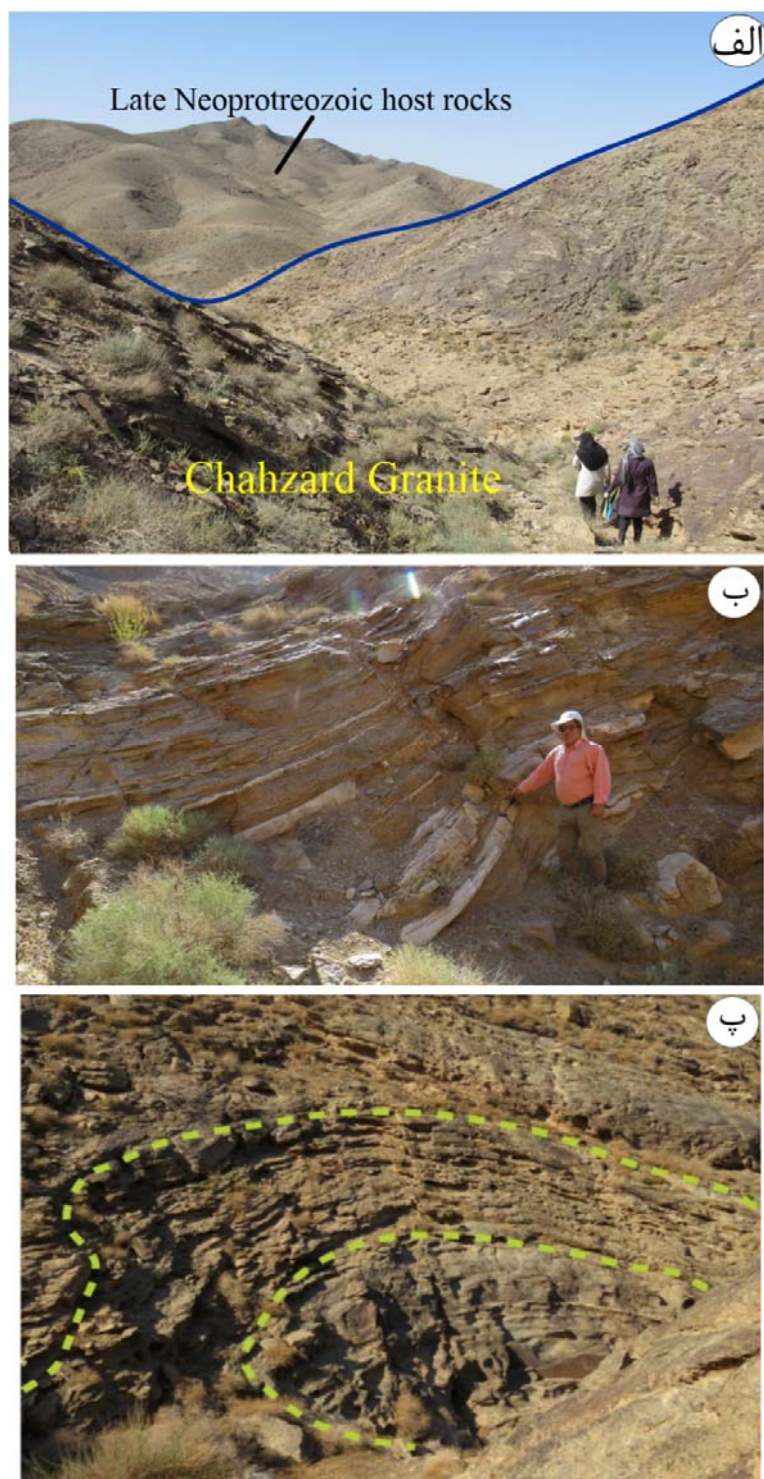 الف
Late Neoprotreozoic host rocks
Chahzard Granite
ب
پ